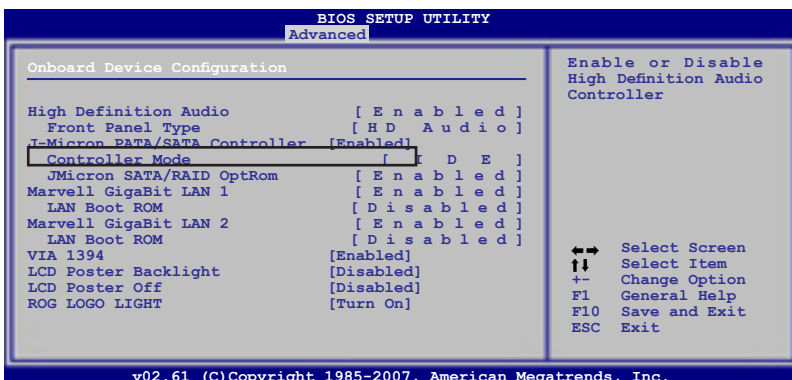 BIOS SETUP UTILITY
Advanced
Onboard Device Configuration
High Definition Audio [Enabled]
Front Panel Type [HD Audio]
J-Micron PATA/SATA Controller [Enabled]
Controller Mode [IDE]
JMicron SATA/RAID OptRom [Enabled]
Marvell GigaBit LAN 1 [Enabled]
LAN Boot ROM [Disabled]
Marvell GigaBit LAN 2 [Enabled]
LAN Boot ROM [Disabled]
VIA 1394 [Enabled]
LCD Poster Backlight [Disabled]
LCD Poster Off [Disabled]
ROG LOGO LIGHT [Turn On]
Enable or Disable
High Definition Audio
Controller
←→ Select Screen
↑↓ Select Item
+- Change Option
F1 General Help
F10 Save and Exit
ESC Exit
v02.61 (C)Copyright 1985-2007, American Megatrends, Inc.